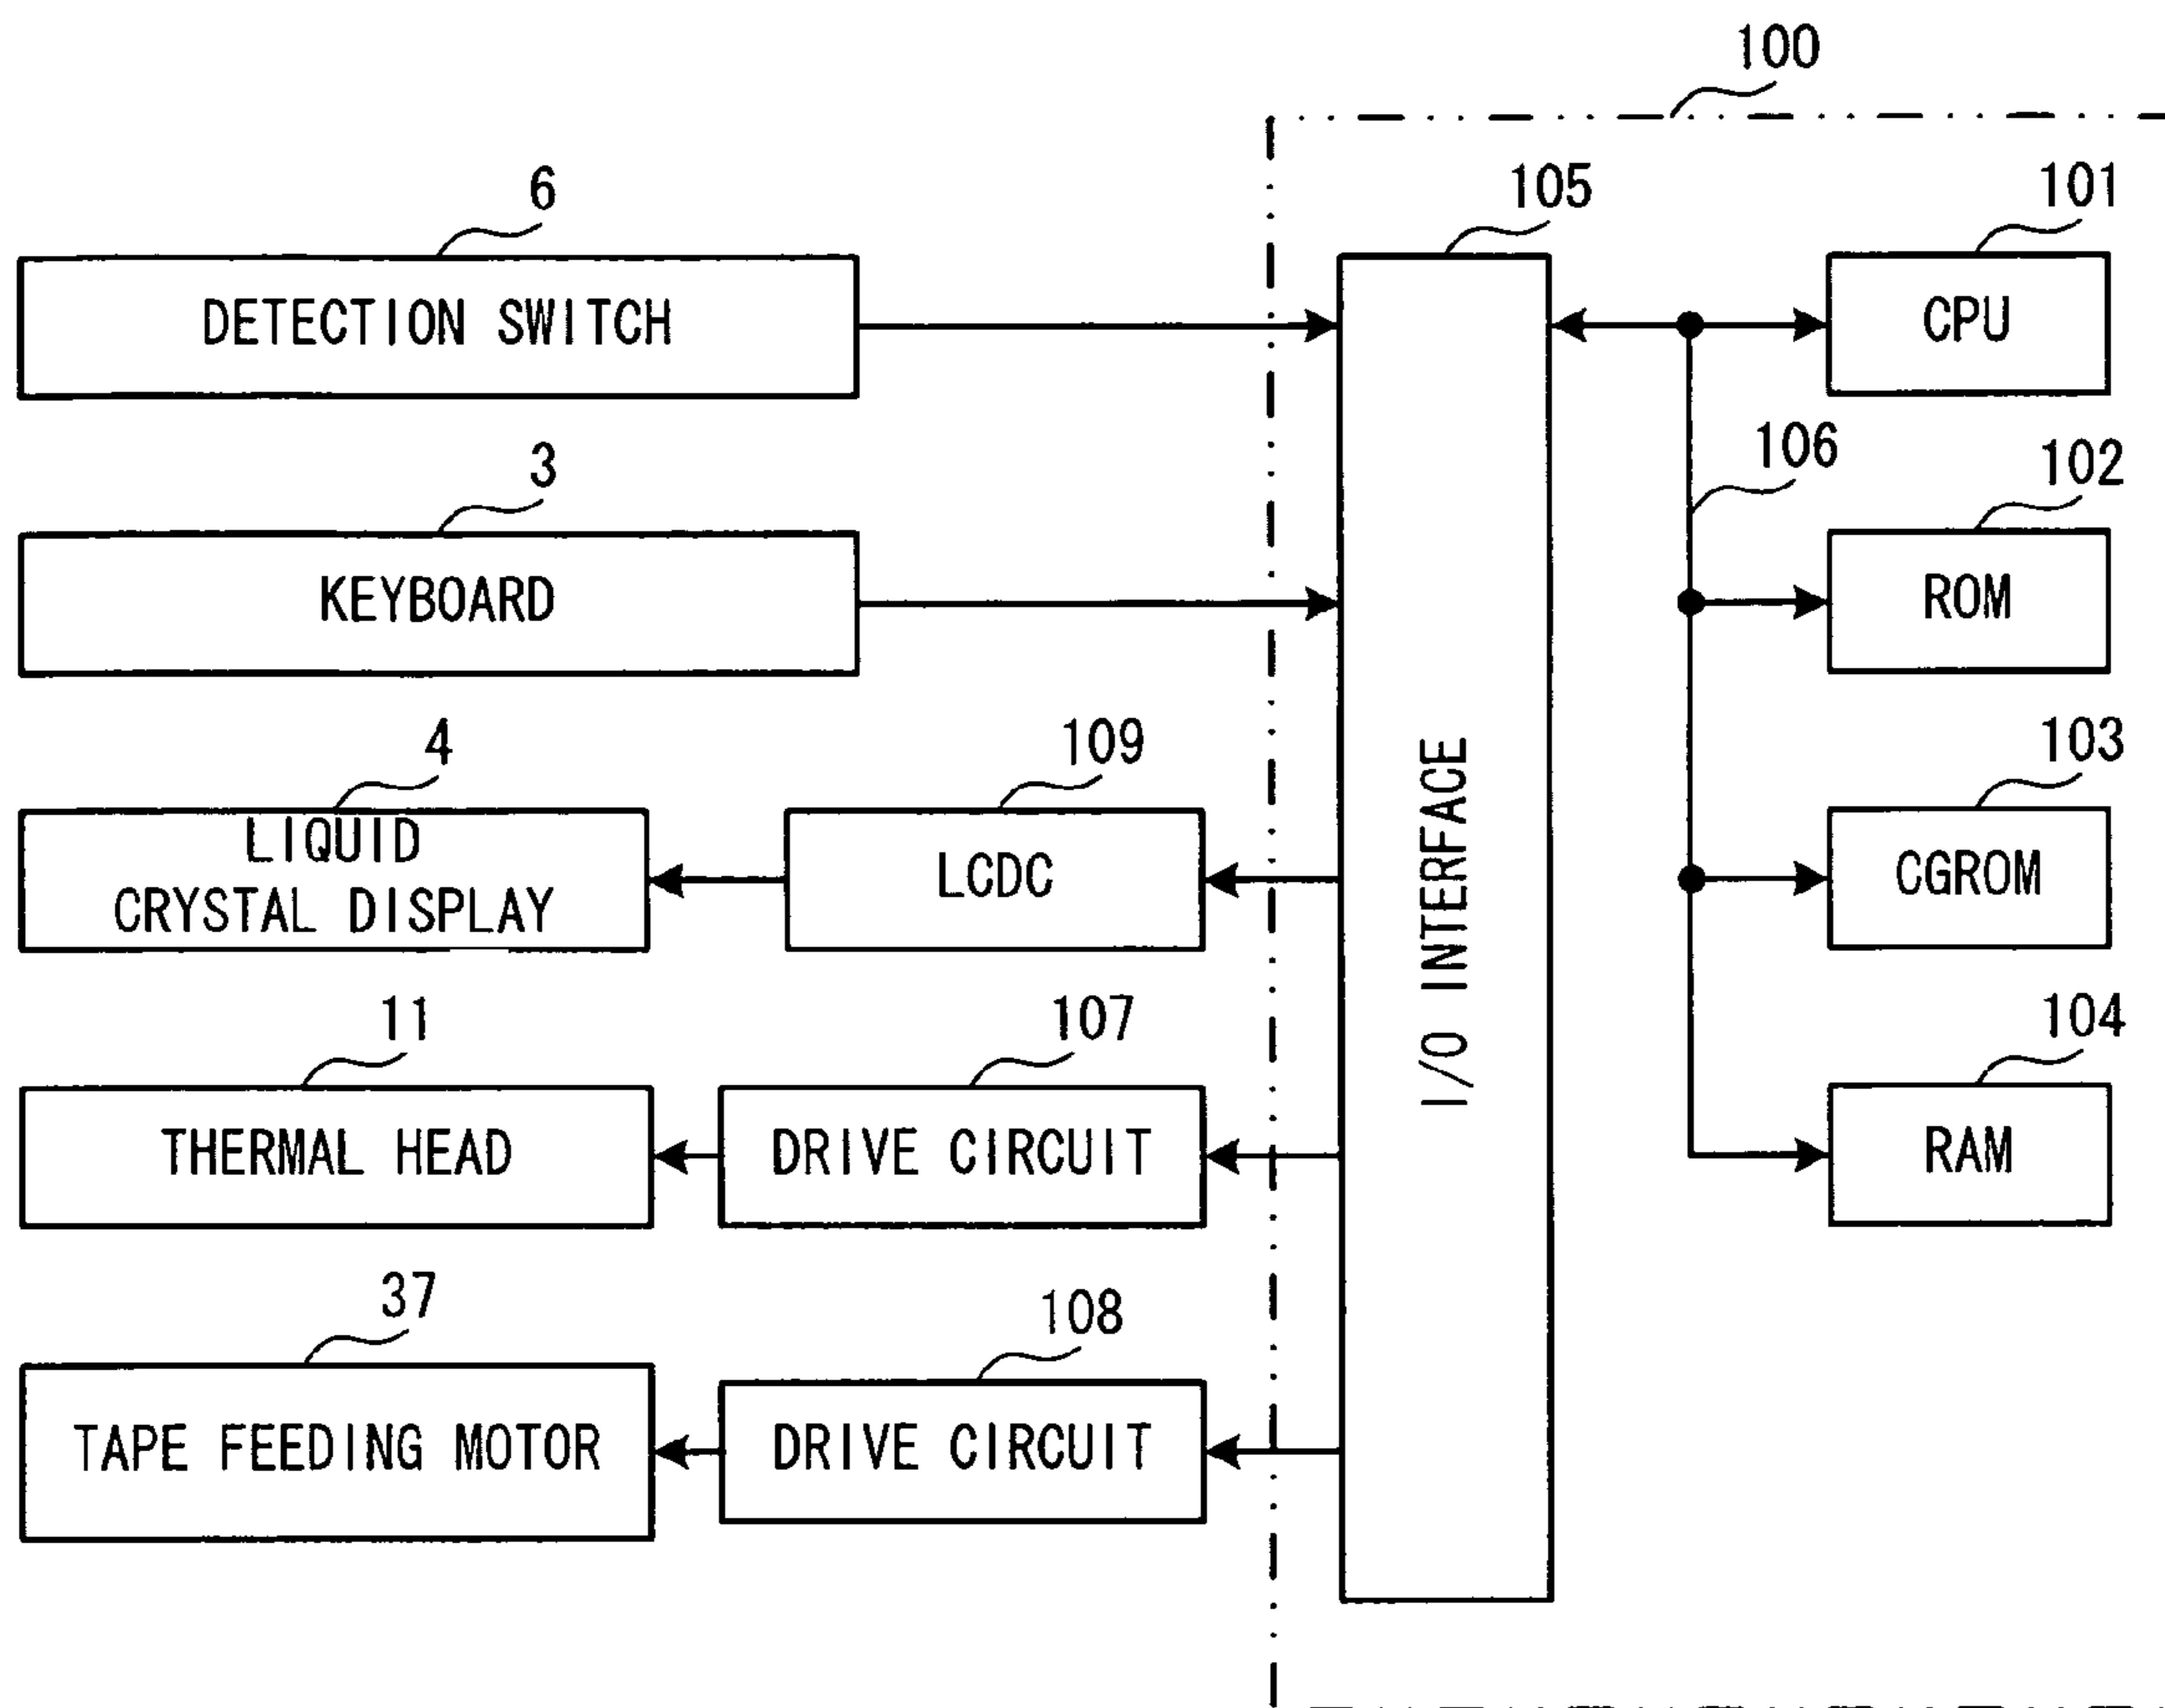 100
6
105
101
DETECTION SWITCH
CPU
3
106
102
KEYBOARD
ROM
4
109
103
LIQUID
CRYSTAL DISPLAY
LCDC
I/O INTERFACE
CGROM
11
107
104
THERMAL HEAD
DRIVE CIRCUIT
RAM
37
108
TAPE FEEDING MOTOR
DRIVE CIRCUIT